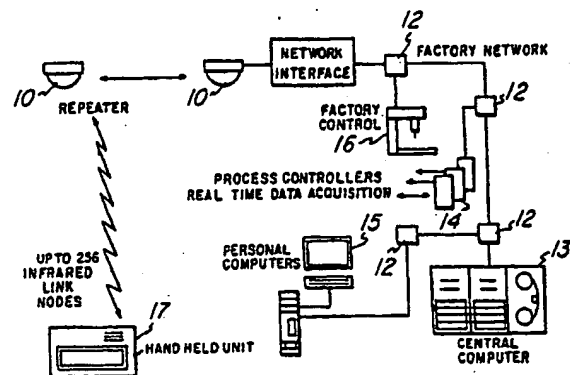 12
NETWORK
INTERFACE
FACTORY NETWORK
10
REPEATER
10
12
FACTORY
CONTROL
16
PROCESS CONTROLLERS
REAL TIME DATA ACQUISITION
14
UP TO 256
INFRARED
LINK
NODES
PERSONAL
COMPUTERS
15
12
12
13
17
HAND HELD UNIT
CENTRAL
COMPUTER